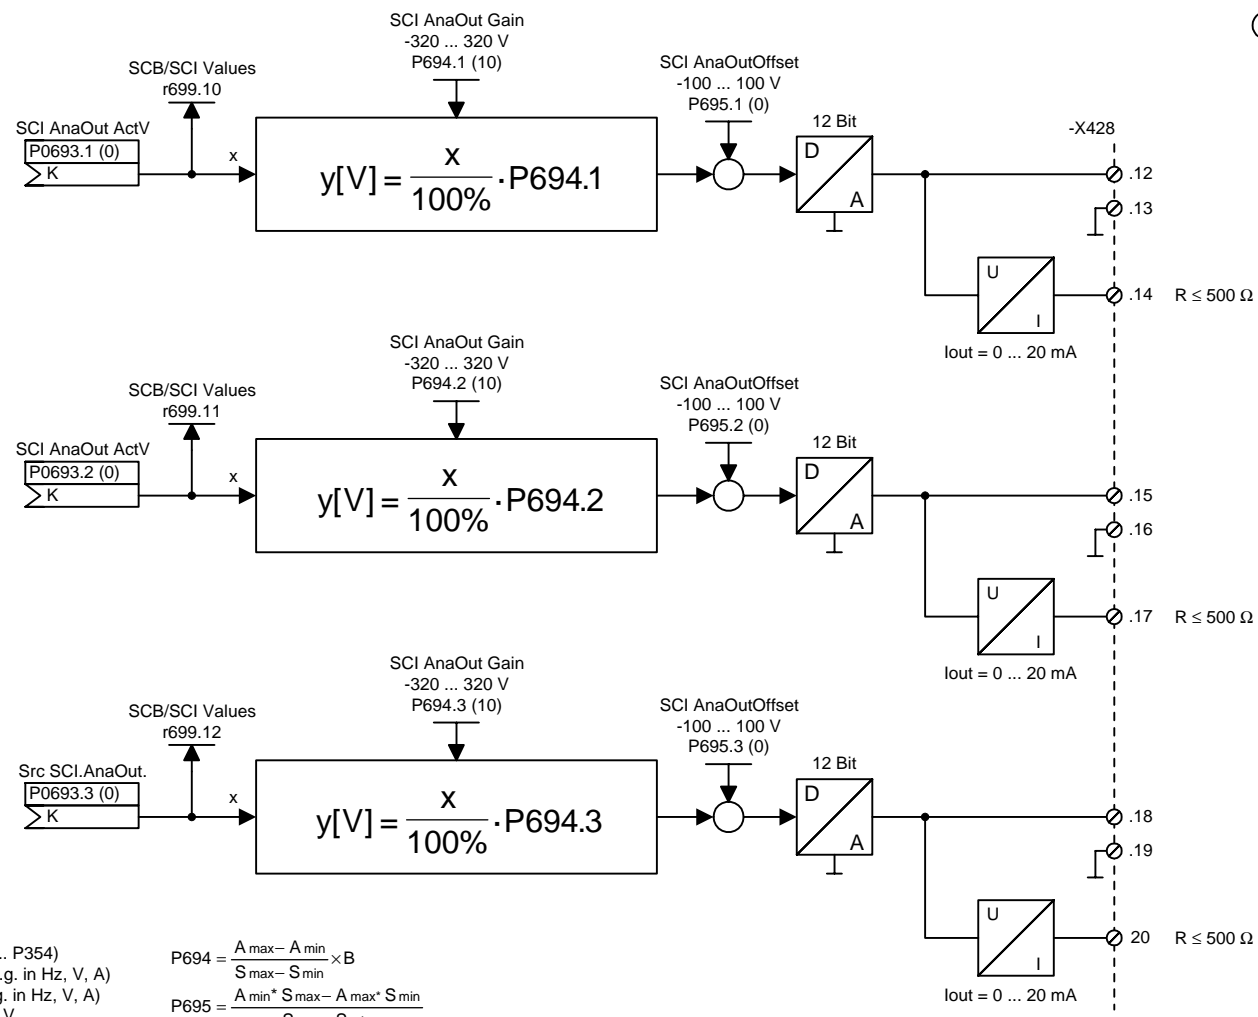 SCI AnaOut Gain
-320 ... 320 V
P694.1 (10)
SCB/SCI Values
r699.10
SCI AnaOutOffset
-100 ... 100 V
P695.1 (0)
12 Bit
-X428
SCI AnaOut ActV
P0693.1 (0)
K
x
y[V] = x/100% · P694.1
D
A
.12
.13
U
I
.14 R ≤ 500 Ω
Iout = 0 ... 20 mA
SCI AnaOut Gain
-320 ... 320 V
P694.2 (10)
SCB/SCI Values
r699.11
SCI AnaOutOffset
-100 ... 100 V
P695.2 (0)
12 Bit
SCI AnaOut ActV
P0693.2 (0)
K
x
y[V] = x/100% · P694.2
D
A
.15
.16
U
I
.17 R ≤ 500 Ω
Iout = 0 ... 20 mA
SCI AnaOut Gain
-320 ... 320 V
P694.3 (10)
SCB/SCI Values
r699.12
SCI AnaOutOffset
-100 ... 100 V
P695.3 (0)
12 Bit
Src SCI.AnaOut.
P0693.3 (0)
K
x
y[V] = x/100% · P694.3
D
A
.18
.19
U
I
20 R ≤ 500 Ω
Iout = 0 ... 20 mA
.. P354)
.g. in Hz, V, A)
g. in Hz, V, A)
V
P694 = A max– A min / S max– S min × B
P695 = A min* S max– A max* S min